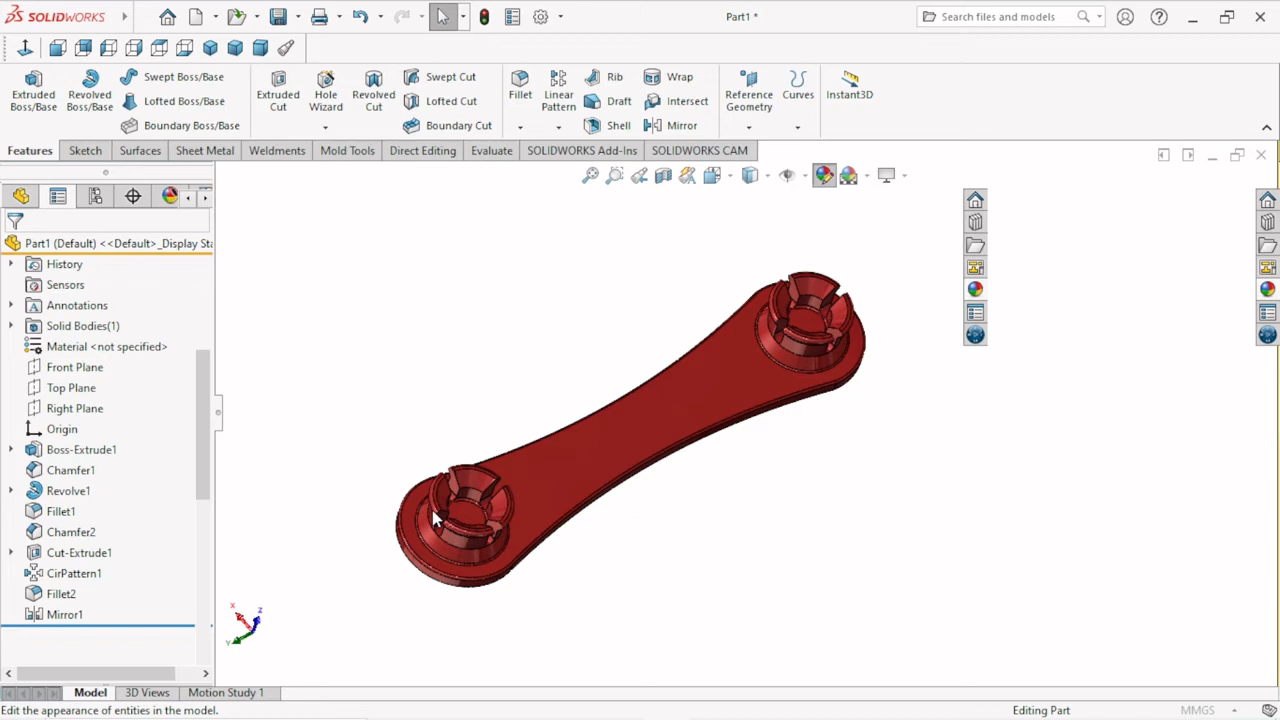 SOLIDWORKS
Part1 *
Search files and models
Extruded Boss/Base
Revolved Boss/Base
Swept Boss/Base
Lofted Boss/Base
Boundary Boss/Base
Extruded Cut
Hole Wizard
Revolved Cut
Swept Cut
Lofted Cut
Boundary Cut
Fillet
Linear Pattern
Rib
Draft
Shell
Wrap
Intersect
Mirror
Reference Geometry
Curves
Instant3D
Features
Sketch
Surfaces
Sheet Metal
Weldments
Mold Tools
Direct Editing
Evaluate
SOLIDWORKS Add-Ins
SOLIDWORKS CAM
Part1 (Default) <<Default>_Display Sta
History
Sensors
Annotations
Solid Bodies(1)
Material <not specified>
Front Plane
Top Plane
Right Plane
Origin
Boss-Extrude1
Chamfer1
Revolve1
Fillet1
Chamfer2
Cut-Extrude1
CirPattern1
Fillet2
Mirror1
X
Z
Y
Model
3D Views
Motion Study 1
Edit the appearance of entities in the model.
Editing Part
MMGS